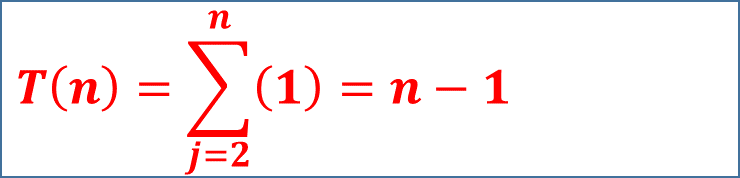 T(n) = ∑_{j=2}^{n} (1) = n − 1